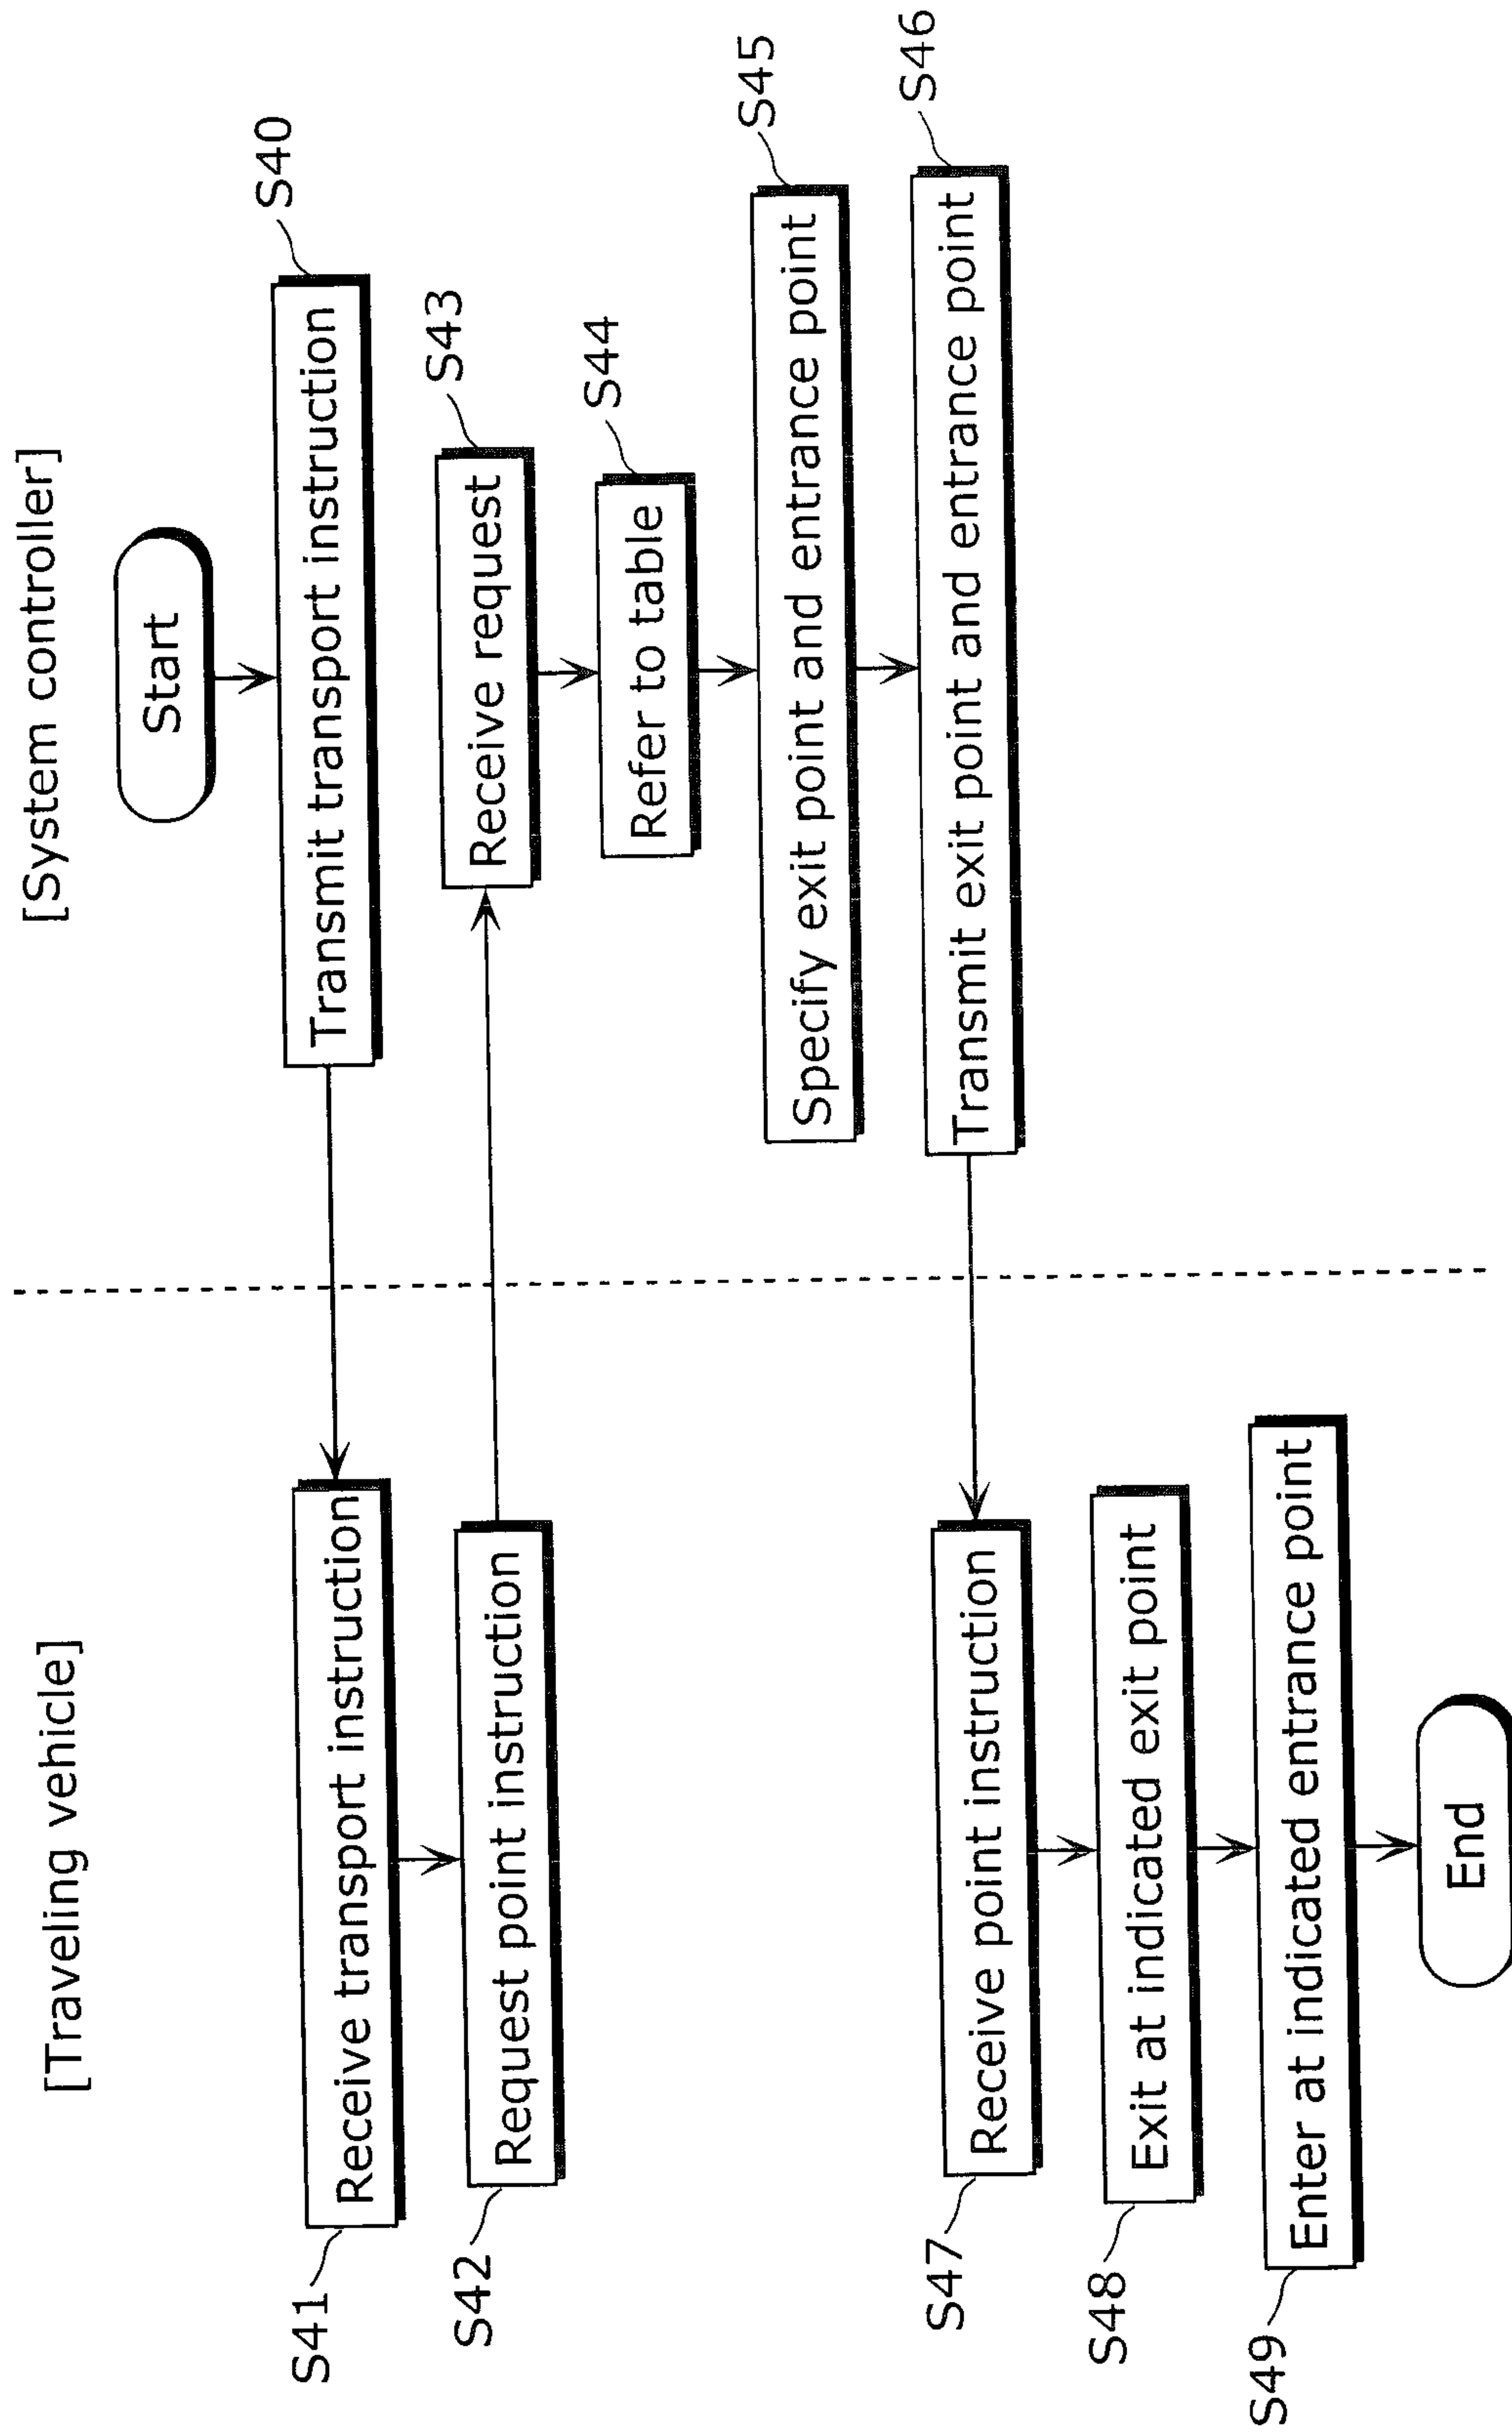 [Traveling vehicle]
[System controller]
Start
Transmit transport instruction
S40
S41
Receive transport instruction
S42
Request point instruction
Receive request
S43
Refer to table
S44
Specify exit point and entrance point
S45
Transmit exit point and entrance point
S46
S47
Receive point instruction
S48
Exit at indicated exit point
S49
Enter at indicated entrance point
End